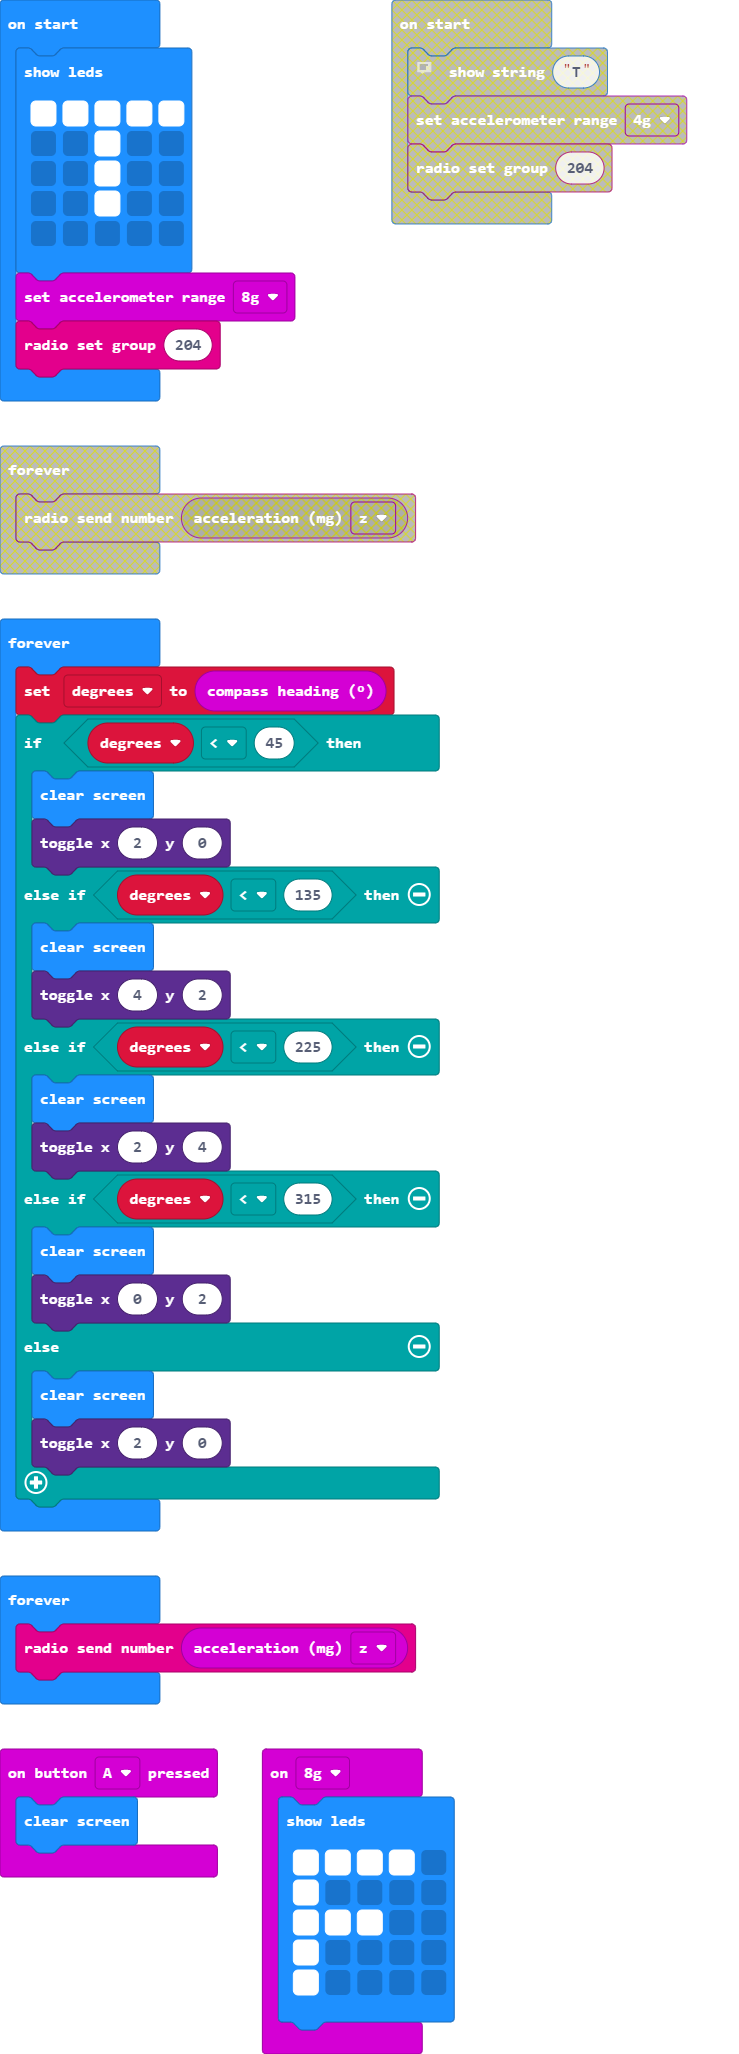 on start
show leds
set accelerometer range 8g
radio set group 204
on start
show string "T"
set accelerometer range 4g
radio set group 204
forever
radio send number acceleration (mg) z
forever
set degrees to compass heading (º)
if degrees < 45 then
clear screen
toggle x 2 y 0
else if degrees < 135 then
clear screen
toggle x 4 y 2
else if degrees < 225 then
clear screen
toggle x 2 y 4
else if degrees < 315 then
clear screen
toggle x 0 y 2
else
clear screen
toggle x 2 y 0
forever
radio send number acceleration (mg) z
on button A pressed
clear screen
on 8g
show leds